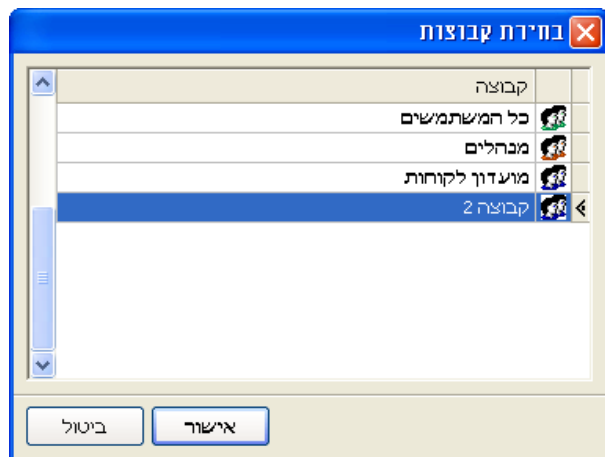 בחירת קבוצות
קבוצה
כל המשתמשים
מנהלים
מועדון לקוחות
קבוצה 2
אישור
ביטול